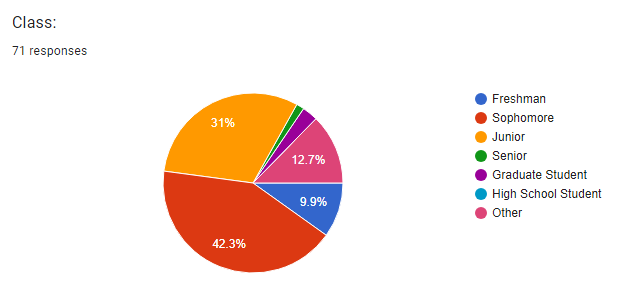 Class:
71 responses
31%
12.7%
9.9%
42.3%
Freshman
Sophomore
Junior
Senior
Graduate Student
High School Student
Other